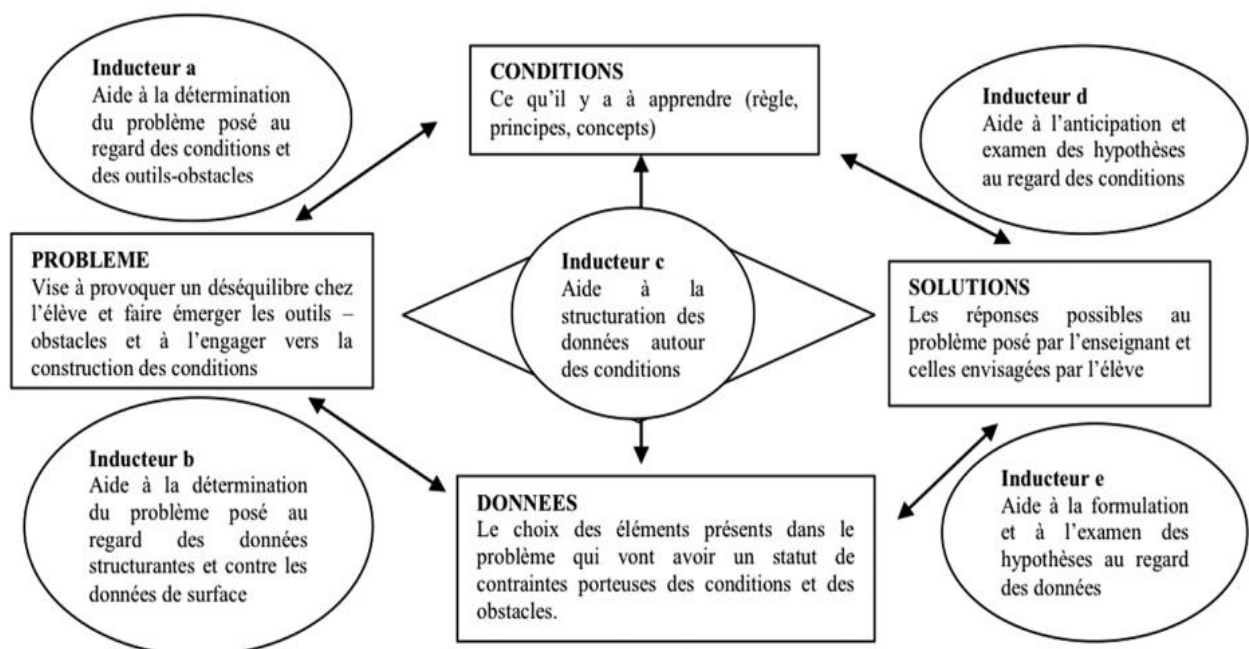 Inducteur a
Aide à la détermination
du problème posé au
regard des conditions et
des outils-obstacles
CONDITIONS
Ce qu’il y a à apprendre (règle,
principes, concepts)
Inducteur d
Aide à l’anticipation et
examen des hypothèses
au regard des conditions
PROBLEME
Vise à provoquer un déséquilibre chez
l’élève et faire émerger les outils –
obstacles et à l’engager vers la
construction des conditions
Inducteur c
Aide à la
structuration des
données autour
des conditions
SOLUTIONS
Les réponses possibles au
problème posé par l’enseignant et
celles envisagées par l’élève
Inducteur b
Aide à la détermination
du problème posé au
regard des données
structurantes et contre les
données de surface
DONNEES
Le choix des éléments présents dans le
problème qui vont avoir un statut de
contraintes porteuses des conditions et des
obstacles.
Inducteur e
Aide à la formulation
et à l’examen des
hypothèses au regard
des données